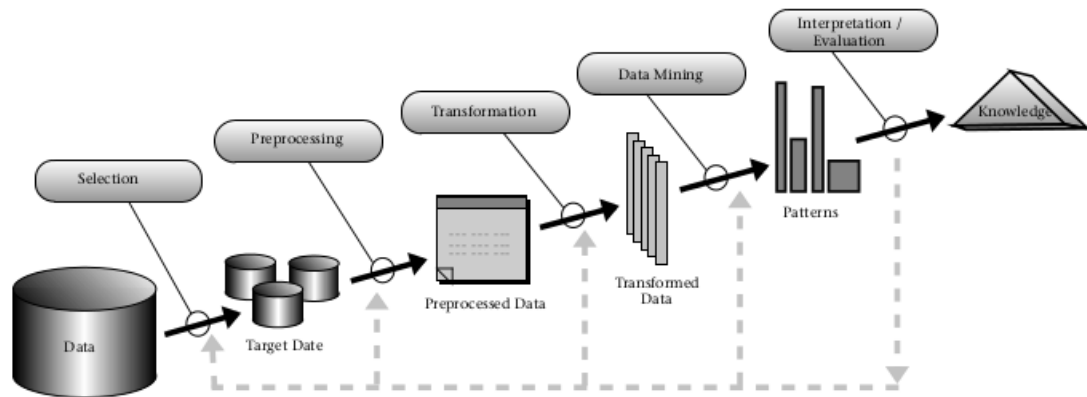 Interpretation /
Evaluation
Data Mining
Transformation
Preprocessing
Selection
Knowledge
Patterns
Transformed
Data
Preprocessed Data
Target Date
Data